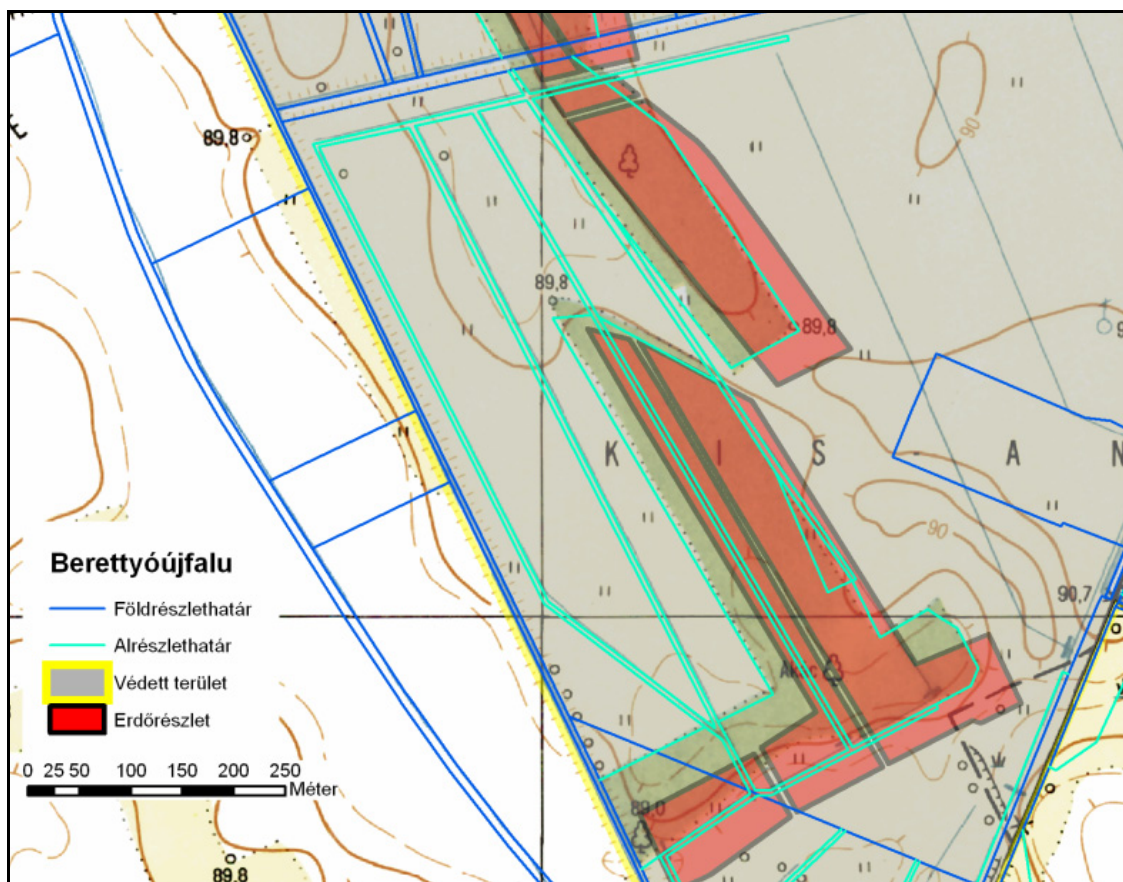 89,8
90
89,8
89,8
K I S A N
90
90,7
Akác
89,0
89,8
Berettyóújfalu
Földrészlethatár
Alrészlethatár
Védett terület
Erdőrészlet
0 25 50 100 150 200 250
Méter